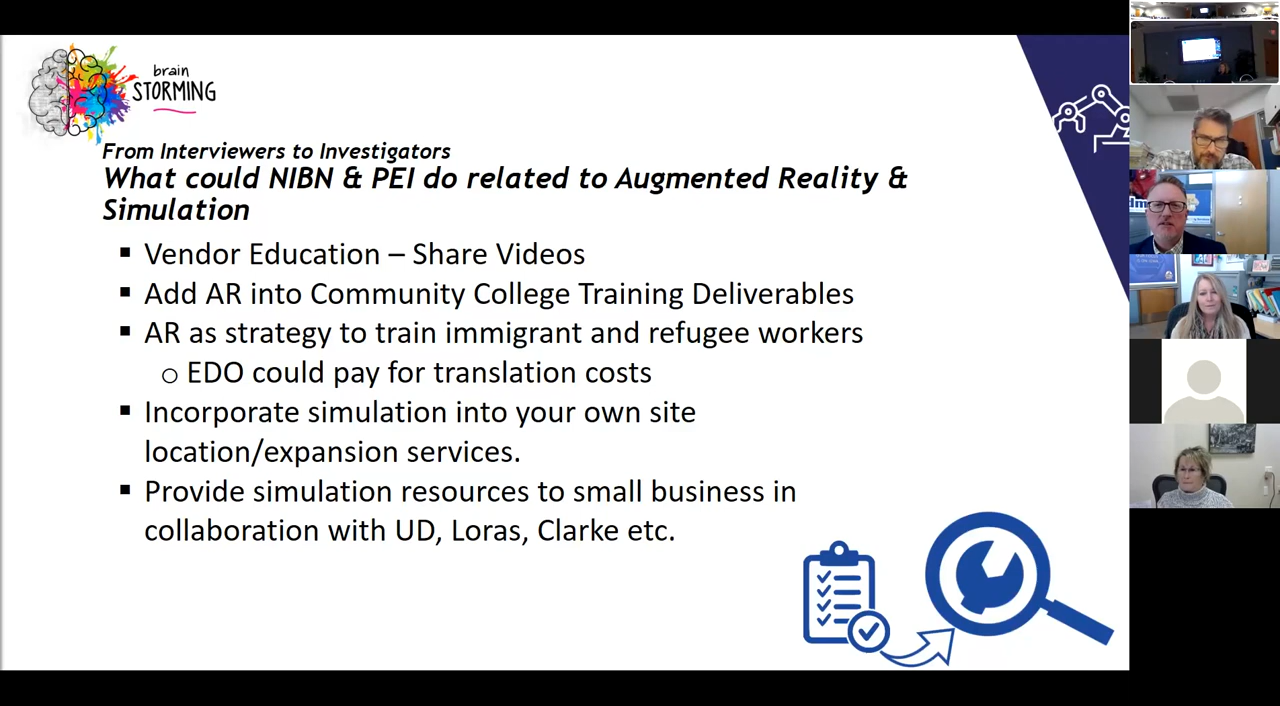 brain
STORMING
From Interviewers to Investigators
What could NIBN & PEI do related to Augmented Reality &
Simulation
▪ Vendor Education – Share Videos
▪ Add AR into Community College Training Deliverables
▪ AR as strategy to train immigrant and refugee workers
o EDO could pay for translation costs
▪ Incorporate simulation into your own site
location/expansion services.
▪ Provide simulation resources to small business in
collaboration with UD, Loras, Clarke etc.